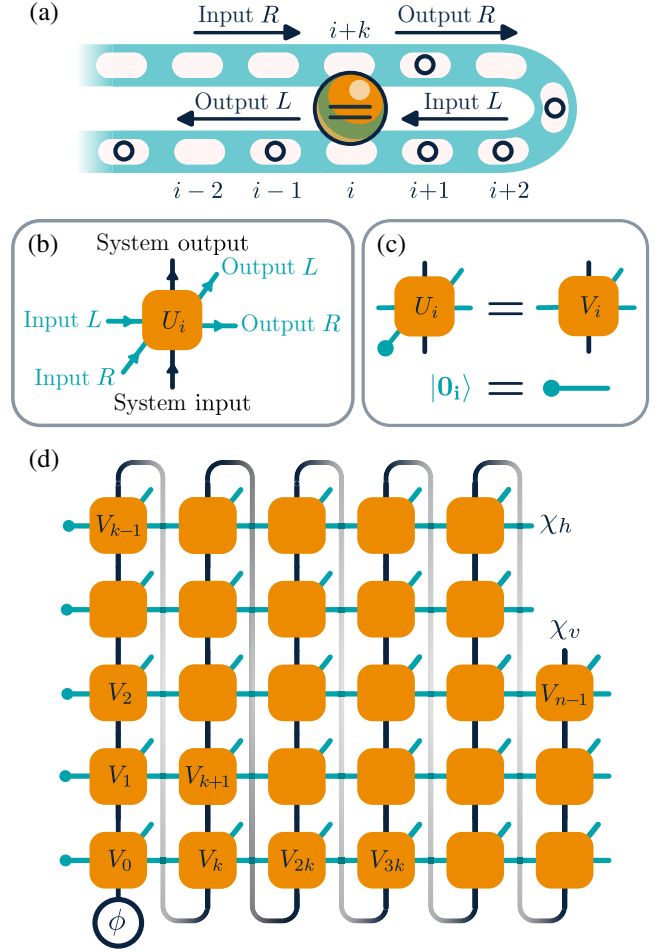 (a)
Input R
Output R
i+k
Output L
Input L
i − 2
i−1
i
i+1
i+2
(b)
System output
Output L
Input L
U_i
Output R
Input R
System input
(c)
U_i
=
V_i
|0_i⟩
=
(d)
V_{k−1}
χ_h
χ_v
V_2
V_{n−1}
V_1
V_{k+1}
V_0
V_k
V_{2k}
V_{3k}
ϕ